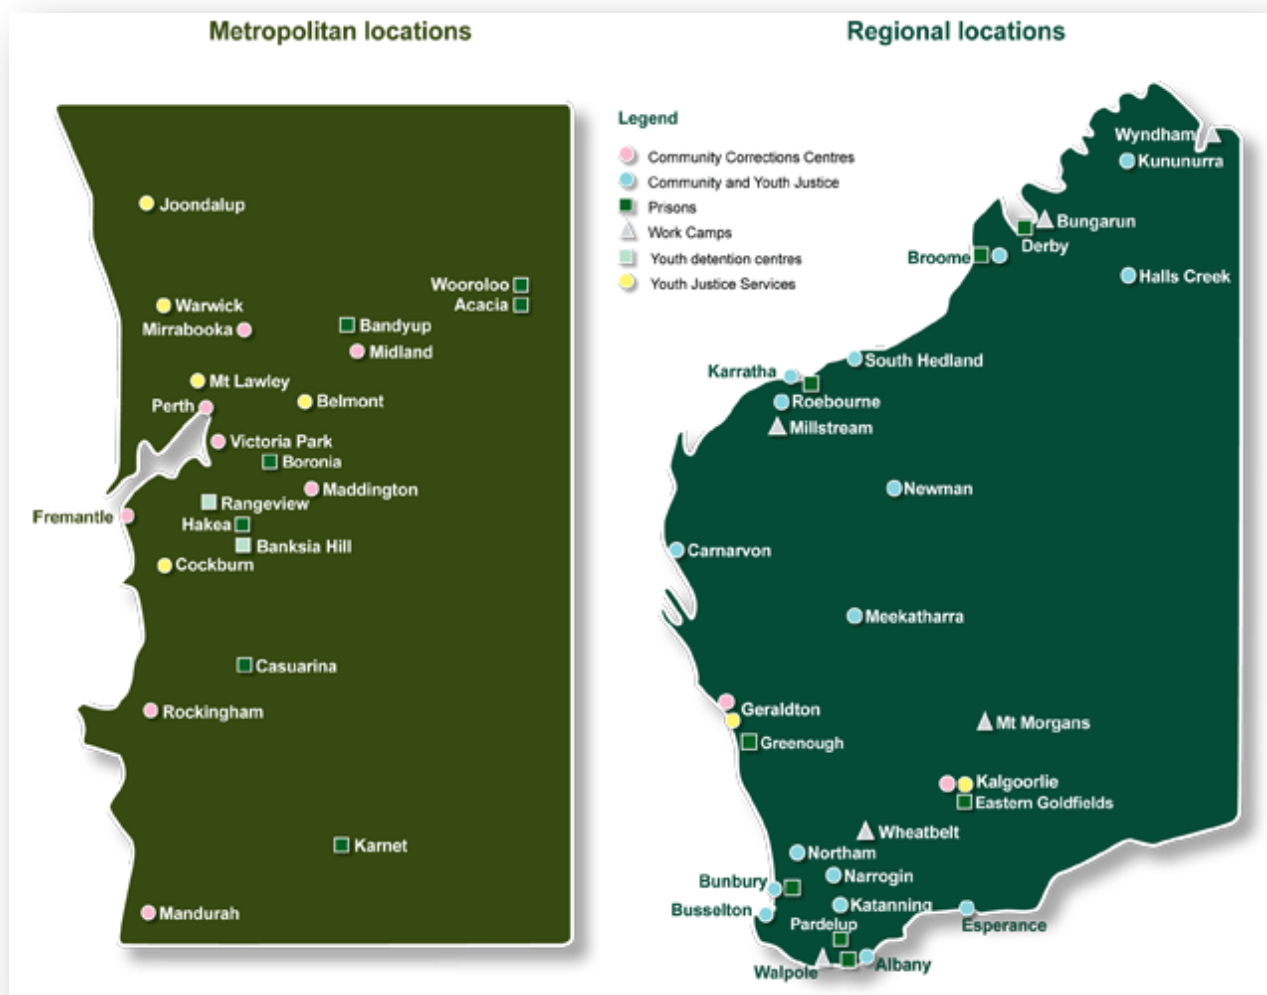 Metropolitan locations
Regional locations
Legend
Community Corrections Centres
Community and Youth Justice
Prisons
Work Camps
Youth detention centres
Youth Justice Services
Joondalup
Wooroloo
Acacia
Warwick
Mirrabooka
Bandyup
Midland
Mt Lawley
Belmont
Perth
Victoria Park
Boronia
Maddington
Rangeview
Fremantle
Hakea
Banksia Hill
Cockburn
Casuarina
Rockingham
Karnet
Mandurah
Wyndham
Kununurra
Bungarun
Derby
Broome
Halls Creek
South Hedland
Karratha
Roebourne
Millstream
Newman
Carnarvon
Meekatharra
Geraldton
Mt Morgans
Greenough
Kalgoorlie
Eastern Goldfields
Wheatbelt
Northam
Narrogin
Bunbury
Katanning
Busselton
Pardelup
Esperance
Albany
Walpole